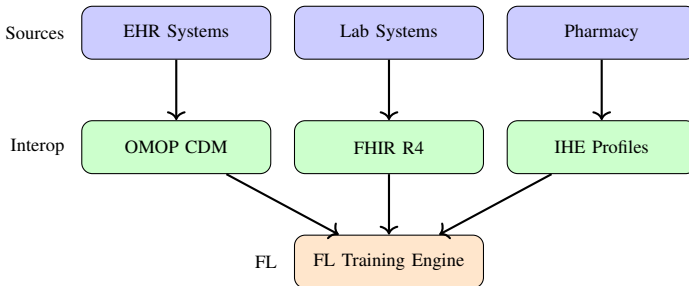 Sources EHR Systems Lab Systems Pharmacy
Interop OMOP CDM FHIR R4 IHE Profiles
FL FL Training Engine